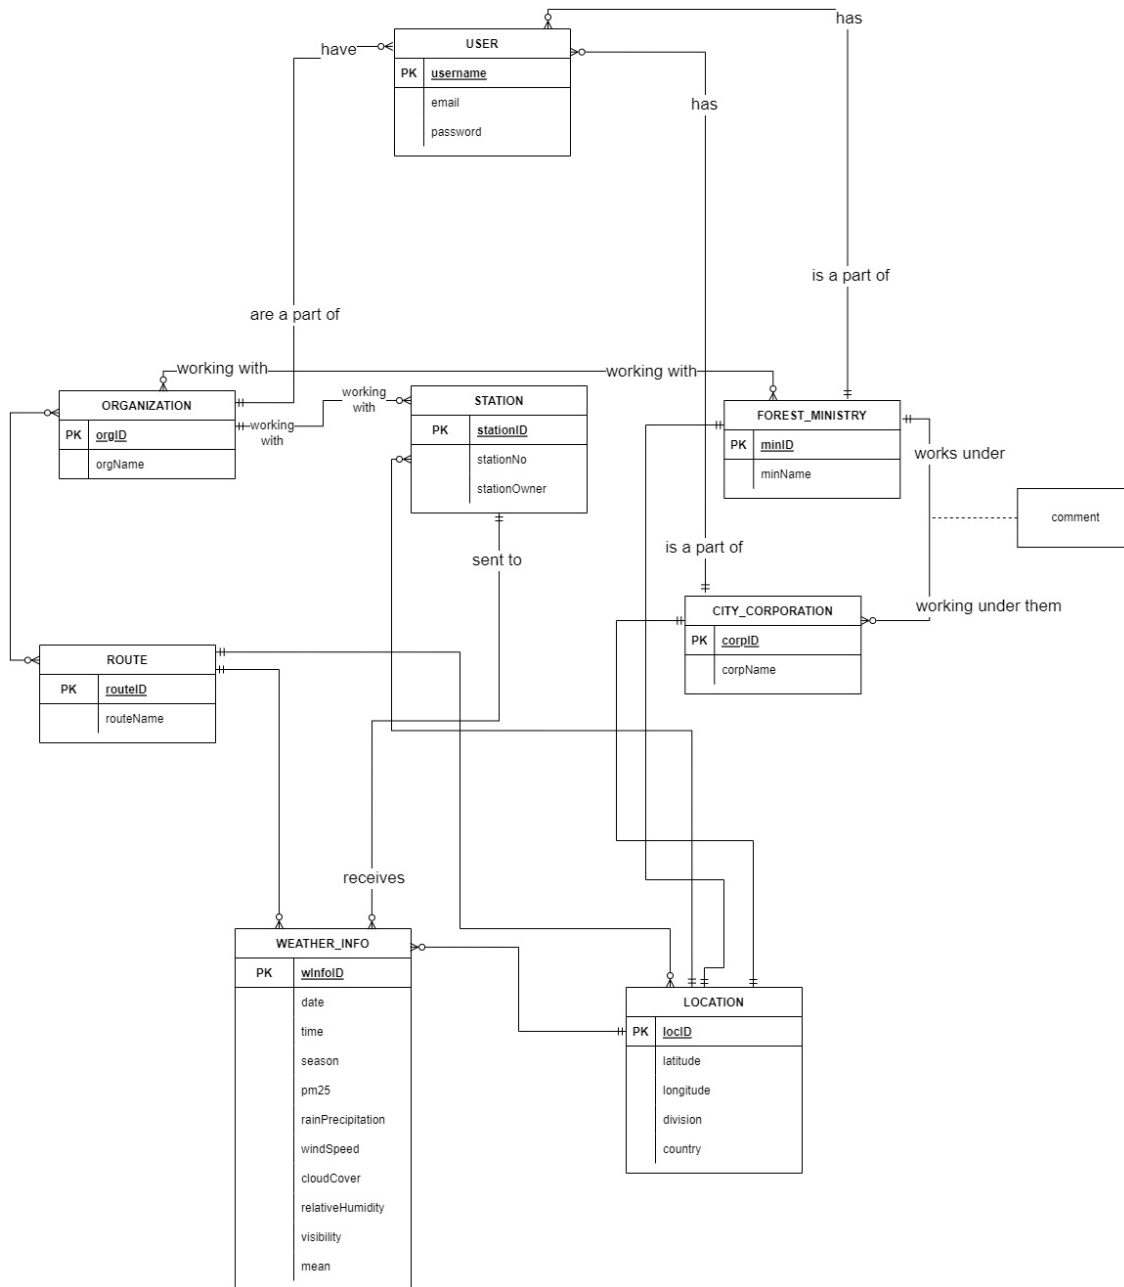 has
USER
have
PK username
email
has
password
is a part of
are a part of
working with
working with
working
with
STATION
ORGANIZATION
FOREST_MINISTRY
working
with
PK orgID
PK stationID
PK minID
works under
orgName
stationNo
minName
stationOwner
comment
is a part of
sent to
working under them
CITY_CORPORATION
PK corpID
corpName
ROUTE
PK routeID
routeName
receives
WEATHER_INFO
PK wInfoID
date
time
season
pm25
rainPrecipitation
windSpeed
cloudCover
relativeHumidity
visibility
mean
LOCATION
PK locID
latitude
longitude
division
country